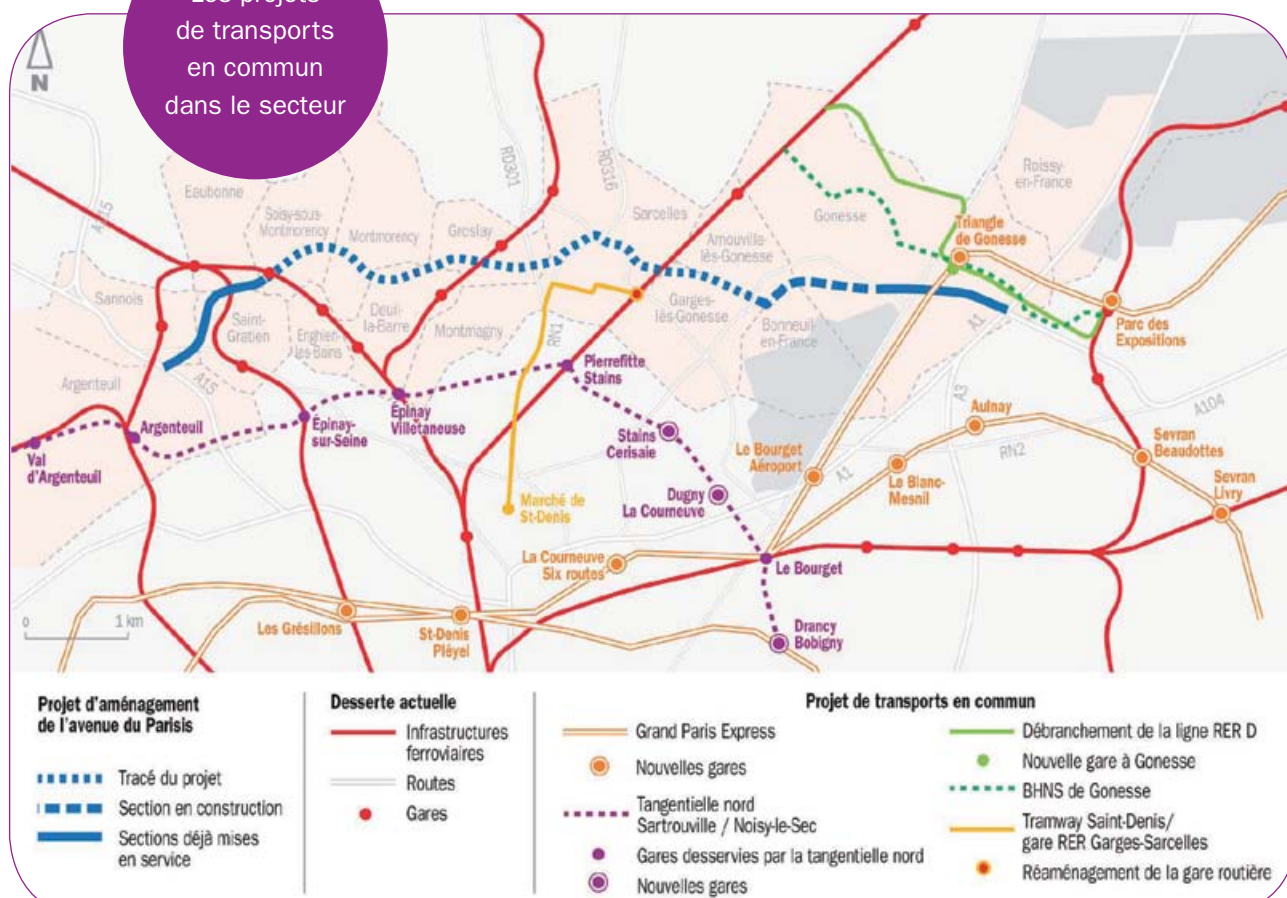 Les projets
de transports
en commun
dans le secteur
N
Eaubonne
Soisy-sous-
Montmorency
Montmorency
Groslay
RD301
RD316
Sarcelles
Arnouville-
lès-Gonesse
Gonesse
Roissy-
en-France
Triangle
de Gonesse
A115
Sannois
Saint-
Gratien
Enghien-
les-Bains
Deuil-
la-Barre
Montmagny
RN1
Garges-
lès-Gonesse
Bonneuil-
en-France
A1
Parc des
Expositions
Argenteuil
A15
Pierrefitte
Stains
Argenteuil
Val
d'Argenteuil
Épinay-
sur-Seine
Épinay
Villetaneuse
Stains
Cerisaie
Le Bourget
Aéroport
A1
A3
Aulnay
A104
RN2
Le Blanc-
Mesnil
Sevran
Beaudottes
Sevran
Livry
Marché de
St-Denis
Dugny
La Courneuve
La Courneuve
Six routes
Le Bourget
0 1 km
Les Grésillons
St-Denis
Pleyel
Drancy
Bobigny
Projet d'aménagement
de l'avenue du Parisis
Tracé du projet
Section en construction
Sections déjà mises
en service
Desserte actuelle
Infrastructures
ferroviaires
Routes
Gares
Projet de transports en commun
Grand Paris Express
Nouvelles gares
Tangentielle nord
Sartrouville / Noisy-le-Sec
Gares desservies par la tangentielle nord
Nouvelles gares
Débranchement de la ligne RER D
Nouvelle gare à Gonesse
BHNS de Gonesse
Tramway Saint-Denis/
gare RER Garges-Sarcelles
Réaménagement de la gare routière